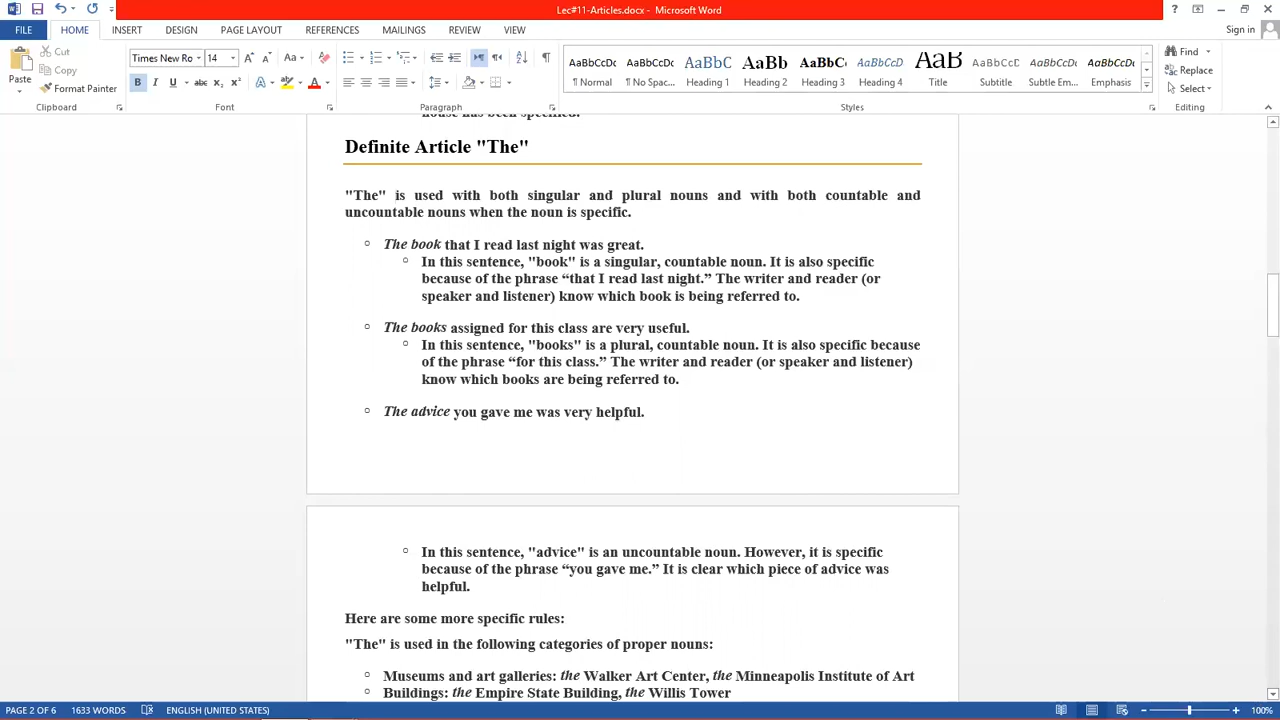 Lec#11-Articles.docx - Microsoft Word
Sign in
FILE HOME INSERT DESIGN PAGE LAYOUT REFERENCES MAILINGS REVIEW VIEW
Paste
Cut
Copy
Format Painter
Clipboard
Times New Ro 14
Font
Paragraph
AaBbCcDc AaBbCcDc AaBbC AaBb AaBbC AaBbCcD AaB AaBbCcD AaBbCcDc AaBbCcDc
¶ Normal ¶ No Spac... Heading 1 Heading 2 Heading 3 Heading 4 Title Subtitle Subtle Em... Emphasis
Styles
Find
Replace
Select
Editing
house has been specified.
Definite Article "The"
"The" is used with both singular and plural nouns and with both countable and
uncountable nouns when the noun is specific.
The book that I read last night was great.
In this sentence, "book" is a singular, countable noun. It is also specific
because of the phrase “that I read last night.” The writer and reader (or
speaker and listener) know which book is being referred to.
The books assigned for this class are very useful.
In this sentence, "books" is a plural, countable noun. It is also specific because
of the phrase “for this class.” The writer and reader (or speaker and listener)
know which books are being referred to.
The advice you gave me was very helpful.
In this sentence, "advice" is an uncountable noun. However, it is specific
because of the phrase “you gave me.” It is clear which piece of advice was
helpful.
Here are some more specific rules:
"The" is used in the following categories of proper nouns:
Museums and art galleries: the Walker Art Center, the Minneapolis Institute of Art
Buildings: the Empire State Building, the Willis Tower
PAGE 2 OF 6 1633 WORDS ENGLISH (UNITED STATES) 100%